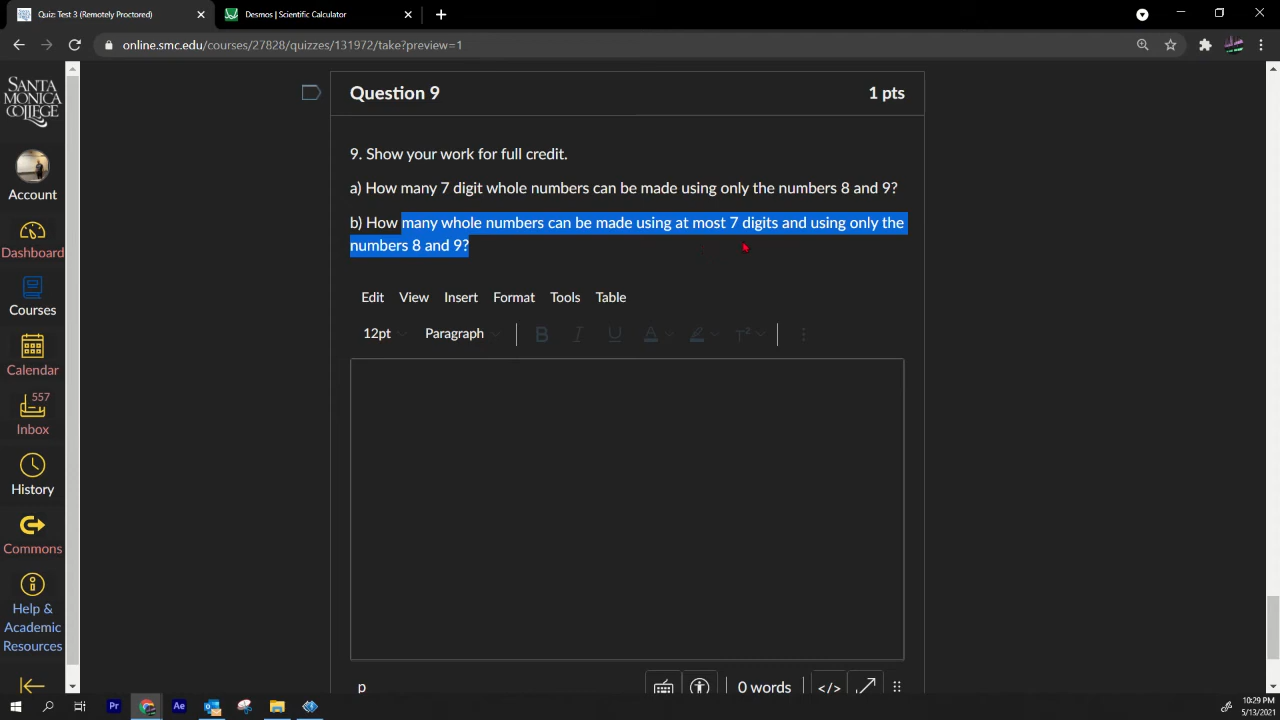 Quiz: Test 3 (Remotely Proctored)
Desmos | Scientific Calculator
online.smc.edu/courses/27828/quizzes/131972/take?preview=1
SANTA
MONICA
COLLEGE
Account
Dashboard
Courses
Calendar
557
Inbox
History
Commons
Help &
Academic
Resources
Question 9
1 pts
9. Show your work for full credit.
a) How many 7 digit whole numbers can be made using only the numbers 8 and 9?
b) How many whole numbers can be made using at most 7 digits and using only the
numbers 8 and 9?
Edit View Insert Format Tools Table
12pt Paragraph B I U A T²
p
0 words </>
Pr Ae
10:29 PM
5/13/2021